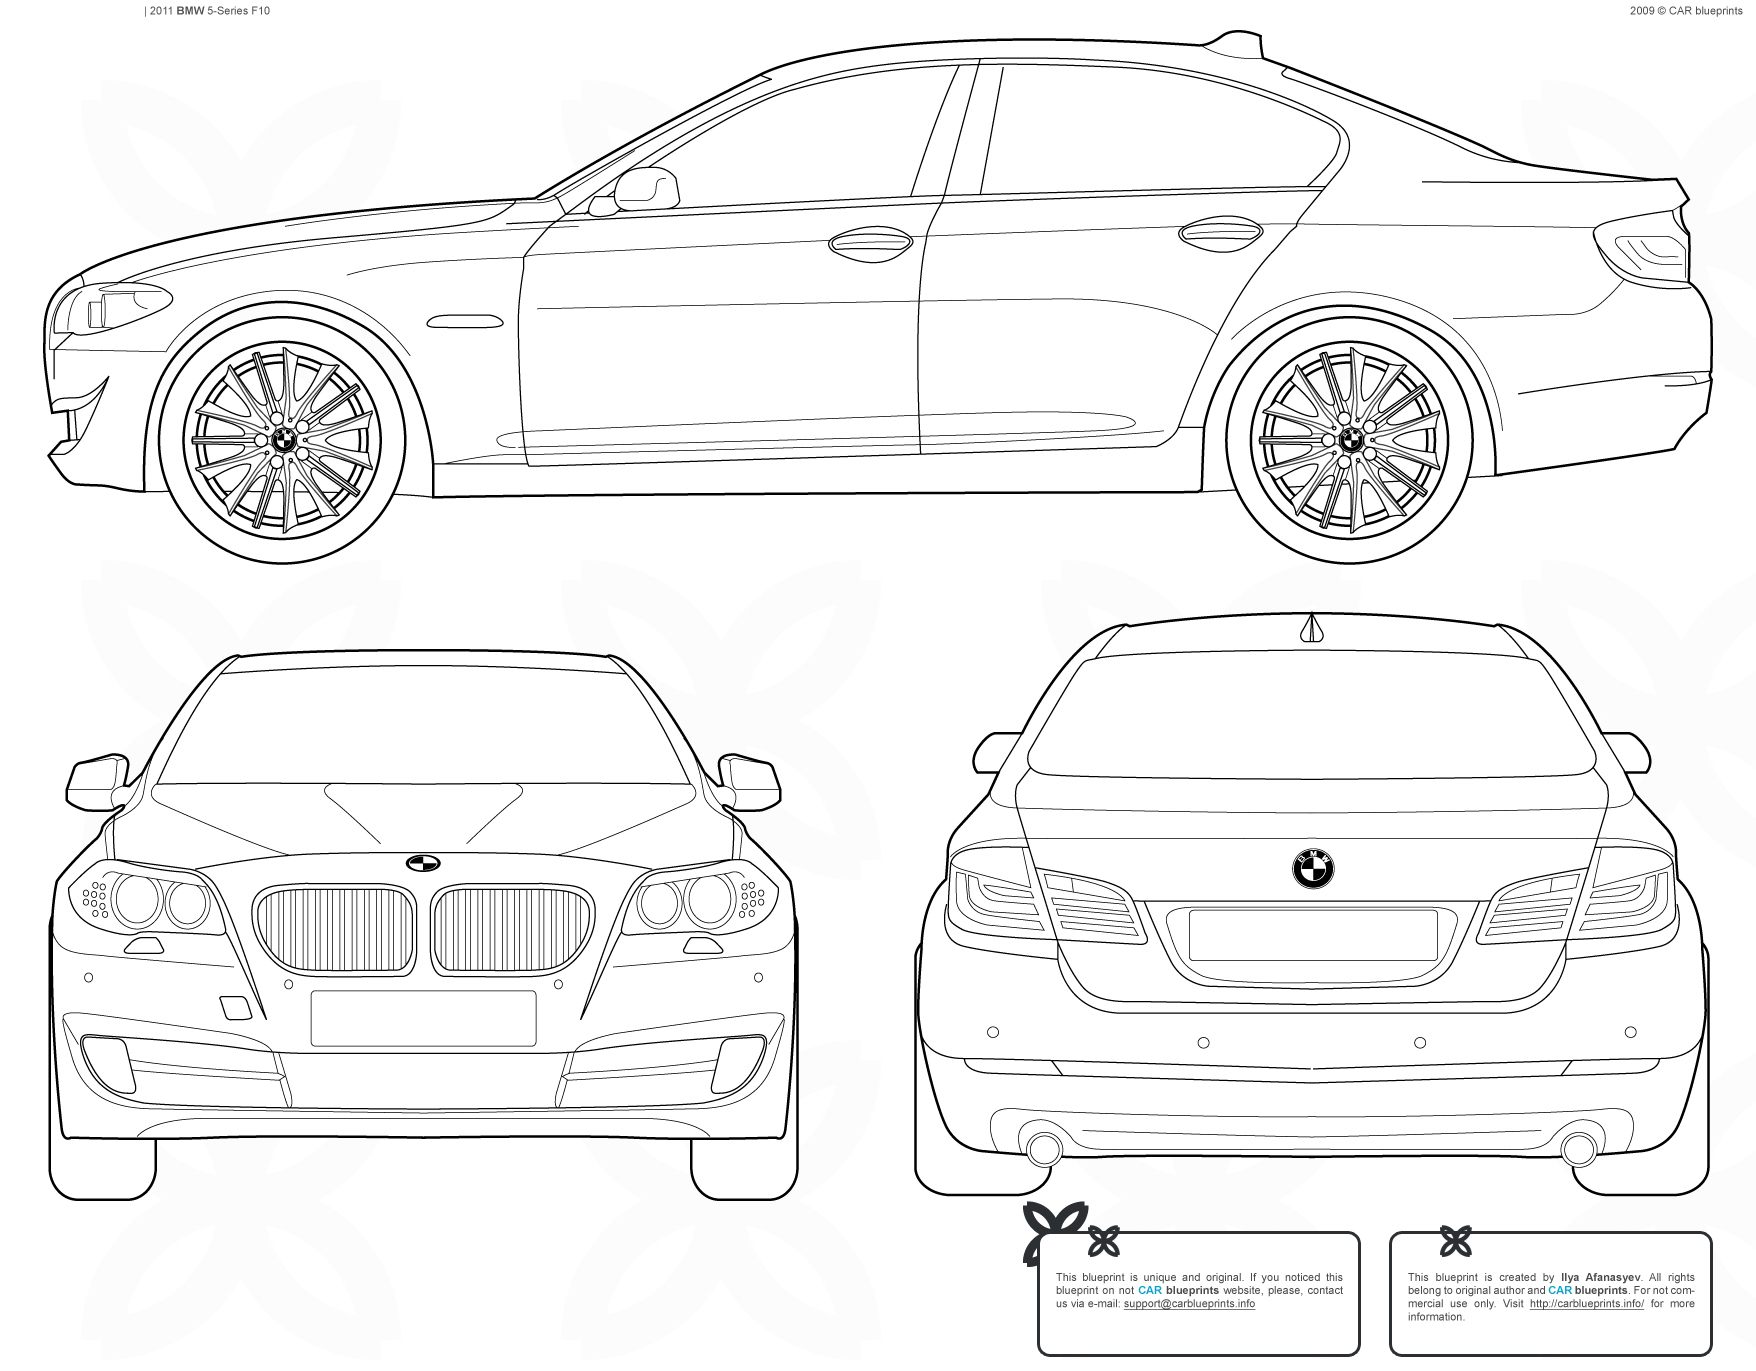 | 2011 BMW 5-Series F10
2009 © CAR blueprints
BMW
This blueprint is unique and original. If you noticed this
blueprint on not CAR blueprints website, please, contact
us via e-mail: support@carblueprints.info
This blueprint is created by Ilya Afanasyev. All rights
belong to original author and CAR blueprints. For not com-
mercial use only. Visit http://carblueprints.info/ for more
information.